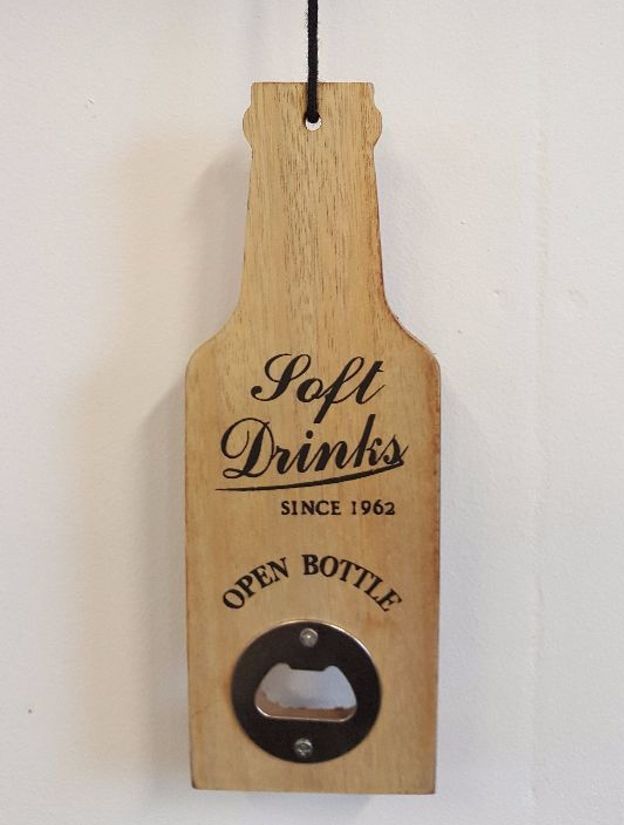 Soft
Drinks
SINCE 1962
OPEN BOTTLE